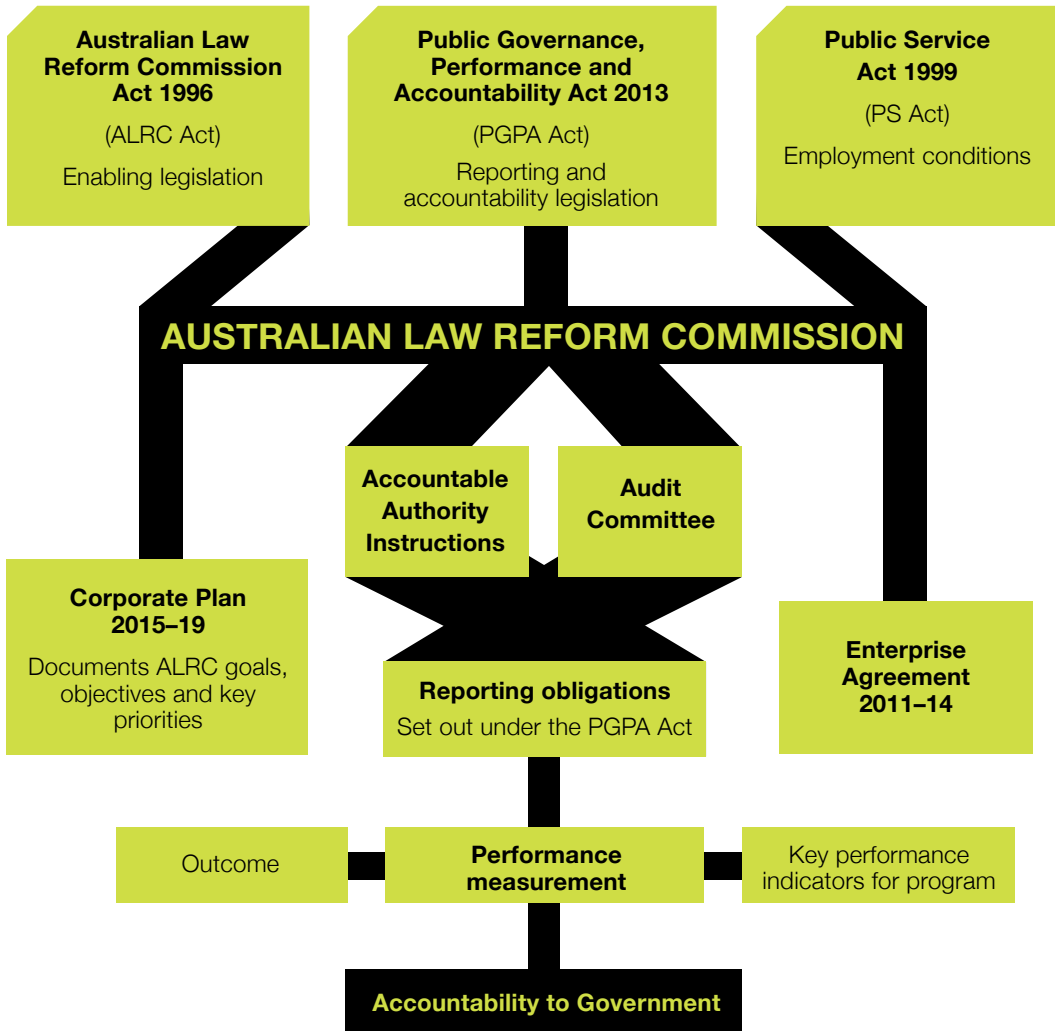 Australian Law
Reform Commission
Act 1996
(ALRC Act)
Enabling legislation
Public Governance,
Performance and
Accountability Act 2013
(PGPA Act)
Reporting and
accountability legislation
Public Service
Act 1999
(PS Act)
Employment conditions
AUSTRALIAN LAW REFORM COMMISSION
Accountable
Authority
Instructions
Audit
Committee
Corporate Plan
2015–19
Documents ALRC goals,
objectives and key
priorities
Reporting obligations
Set out under the PGPA Act
Enterprise
Agreement
2011–14
Outcome
Performance
measurement
Key performance
indicators for program
Accountability to Government